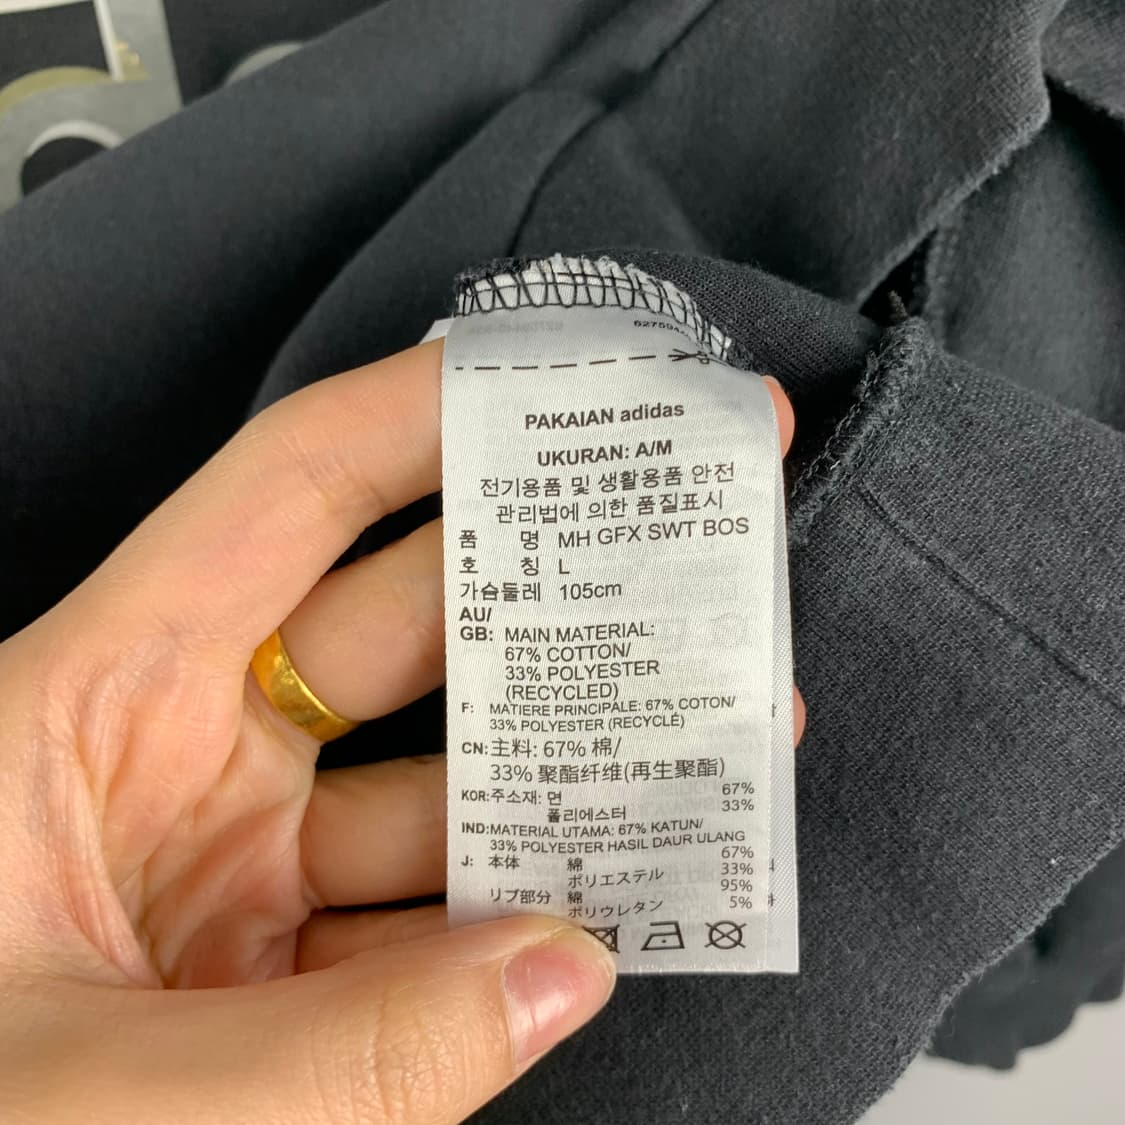 PAKAIAN adidas
UKURAN: A/M
전기용품 및 생활용품 안전
관리법에 의한 품질표시
품 명 MH GFX SWT BOS
호 칭 L
가슴둘레 105cm
AU/
GB: MAIN MATERIAL:
67% COTTON/
33% POLYESTER
(RECYCLED)
F: MATIERE PRINCIPALE: 67% COTON/
33% POLYESTER (RECYCLÉ)
CN:主料: 67% 棉/
33% 聚酯纤维(再生聚酯)
KOR:주소재: 면 67%
폴리에스터 33%
IND:MATERIAL UTAMA: 67% KATUN/
33% POLYESTER HASIL DAUR ULANG
J: 本体 綿 67%
ポリエステル 33%
リブ部分 綿 95%
ポリウレタン 5%